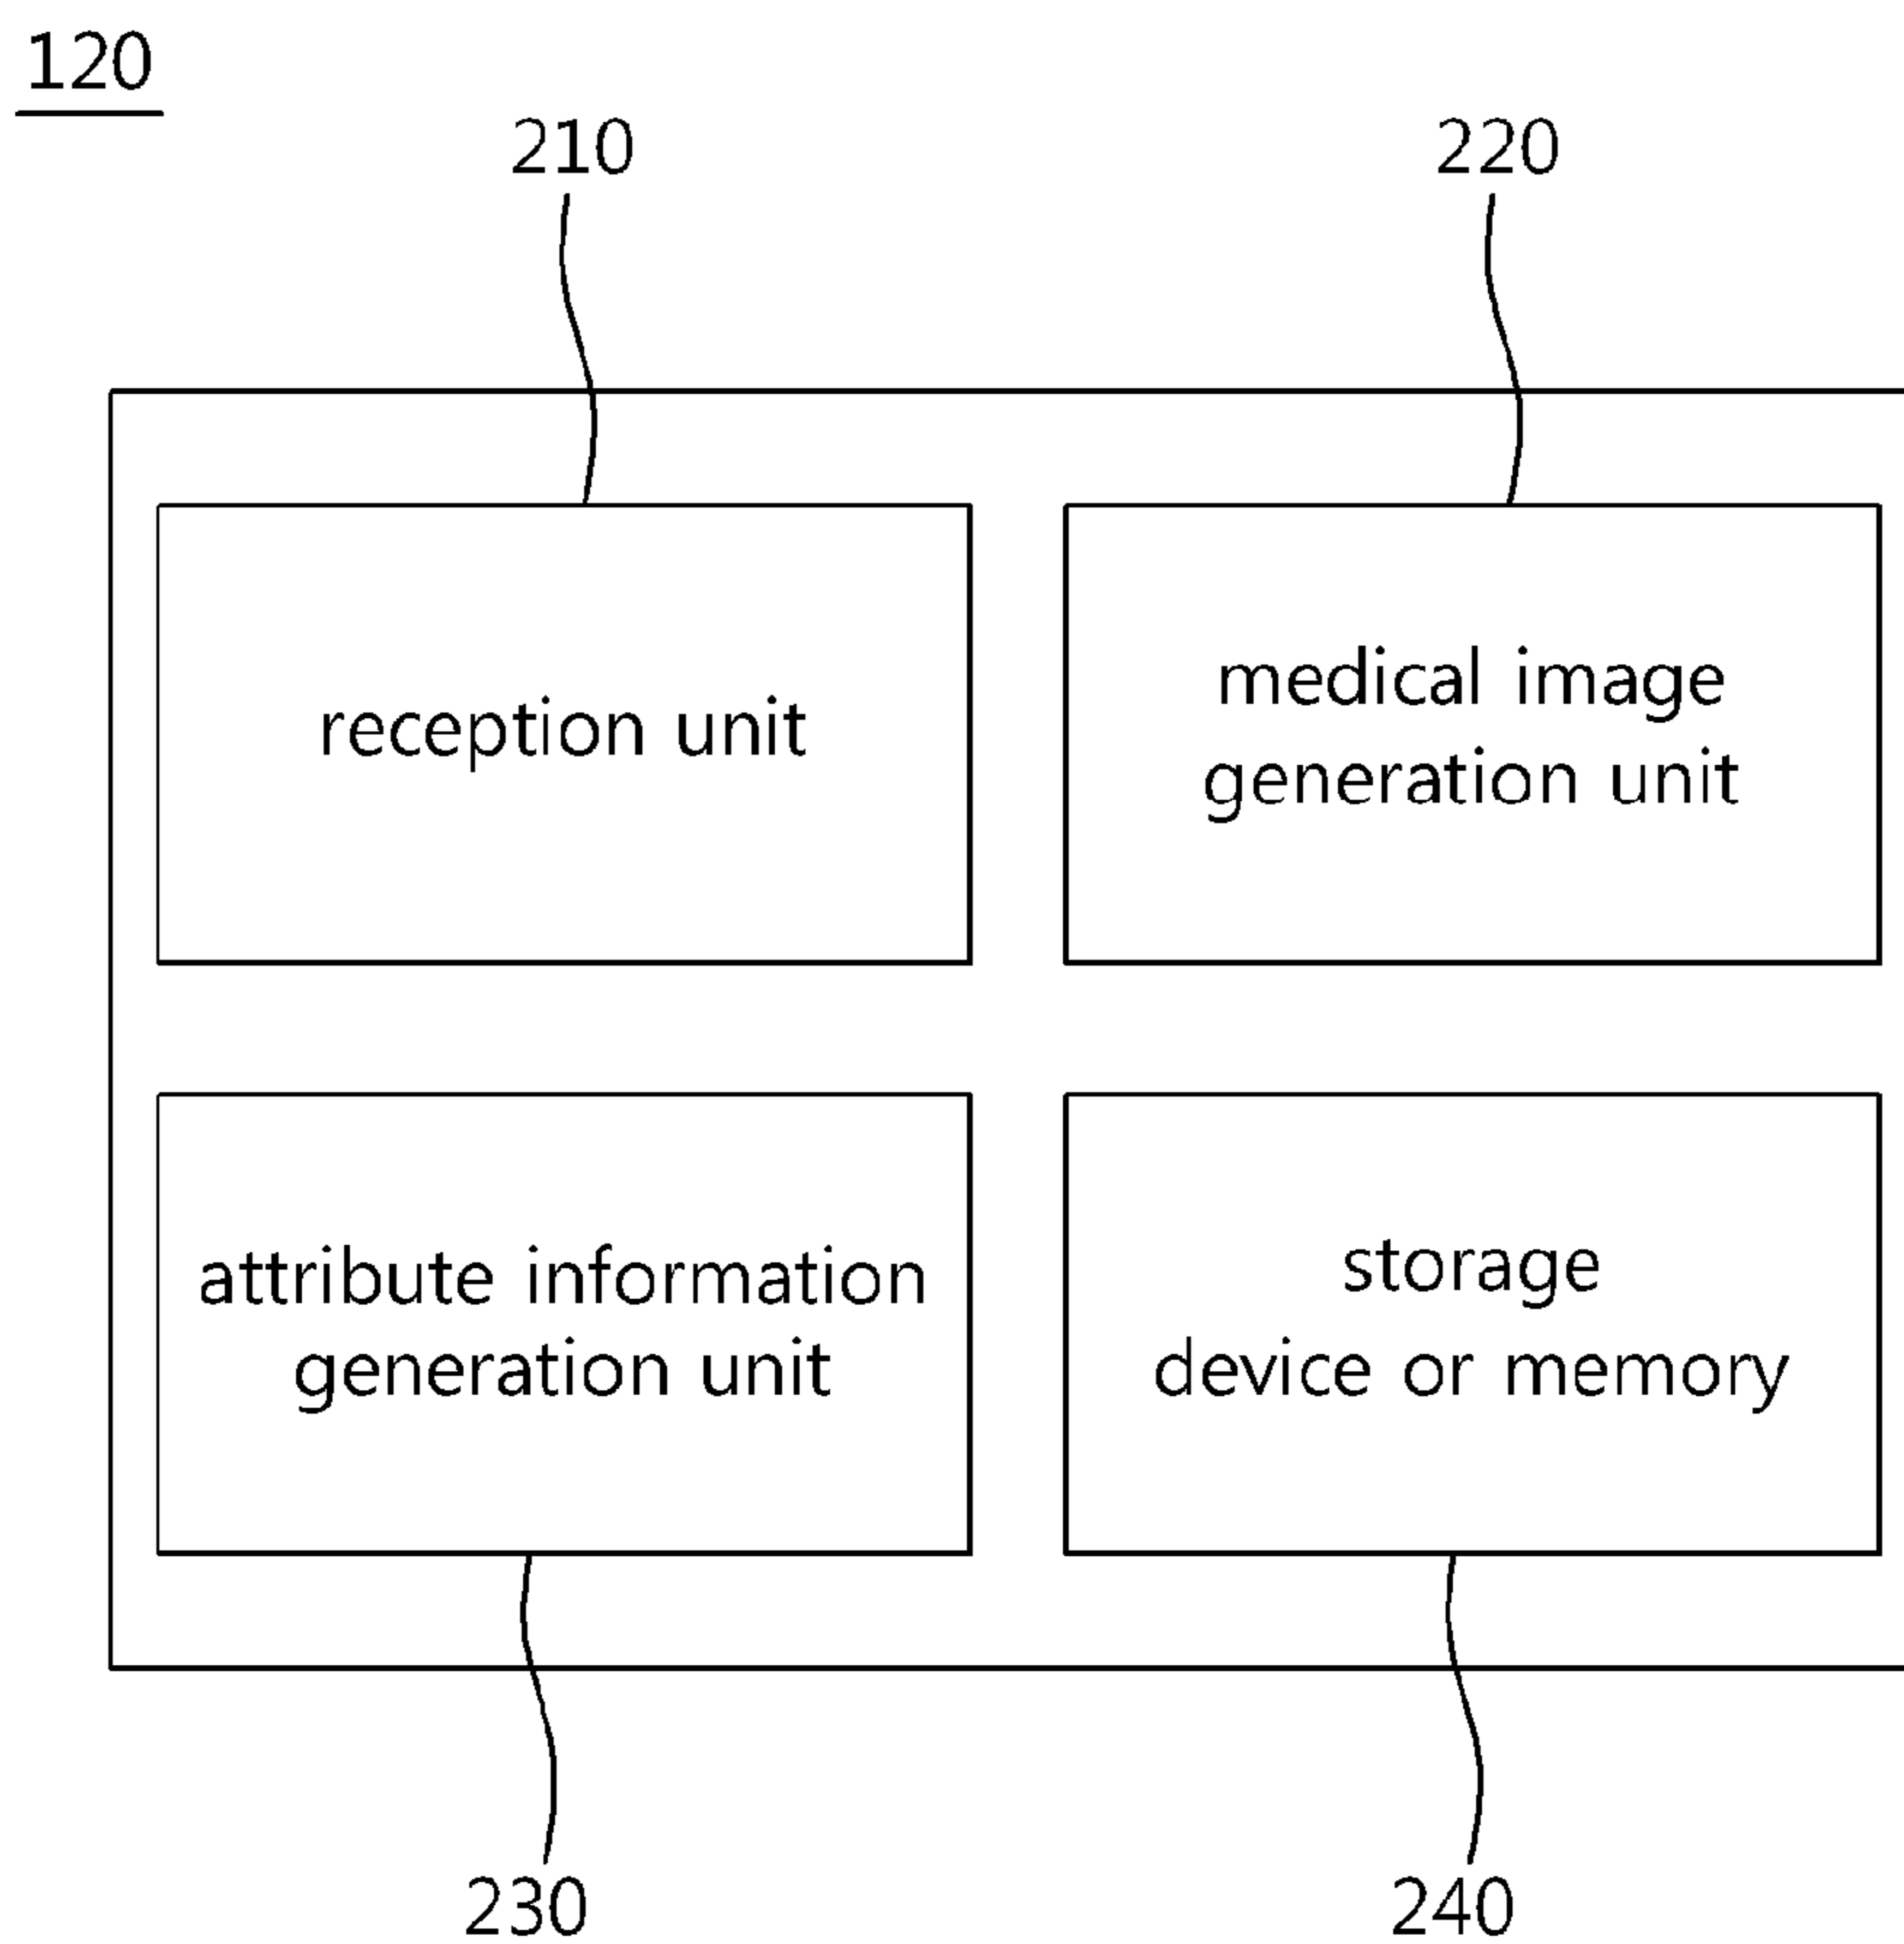 120
210
220
reception unit
medical image
generation unit
attribute information
generation unit
storage
device or memory
230
240